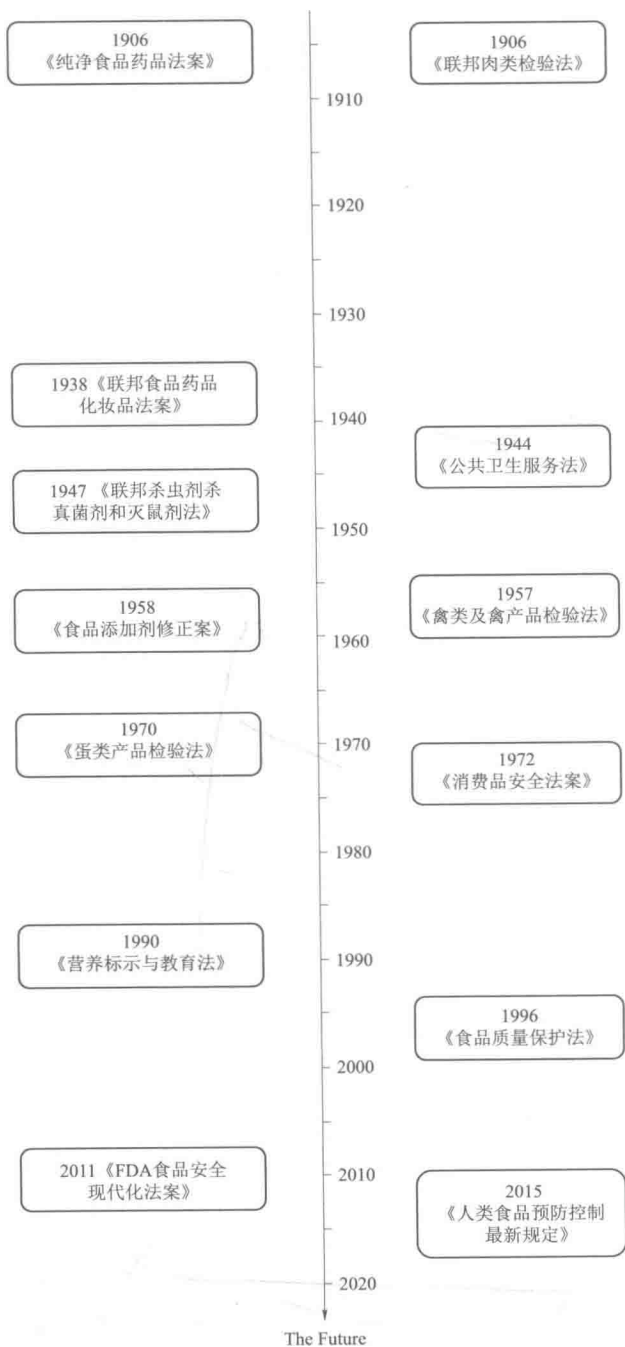 1906
《纯净食品药品法案》
1906
《联邦肉类检验法》
1910
1920
1930
1938《联邦食品药品
化妆品法案》
1940
1944
《公共卫生服务法》
1947 《联邦杀虫剂杀
真菌剂和灭鼠剂法》
1950
1957
《禽类及禽产品检验法》
1958
《食品添加剂修正案》
1960
1970
《蛋类产品检验法》
1970
1972
《消费品安全法案》
1980
1990
《营养标示与教育法》
1990
1996
《食品质量保护法》
2000
2011《FDA食品安全
现代化法案》
2010
2015
《人类食品预防控制
最新规定》
2020
The Future